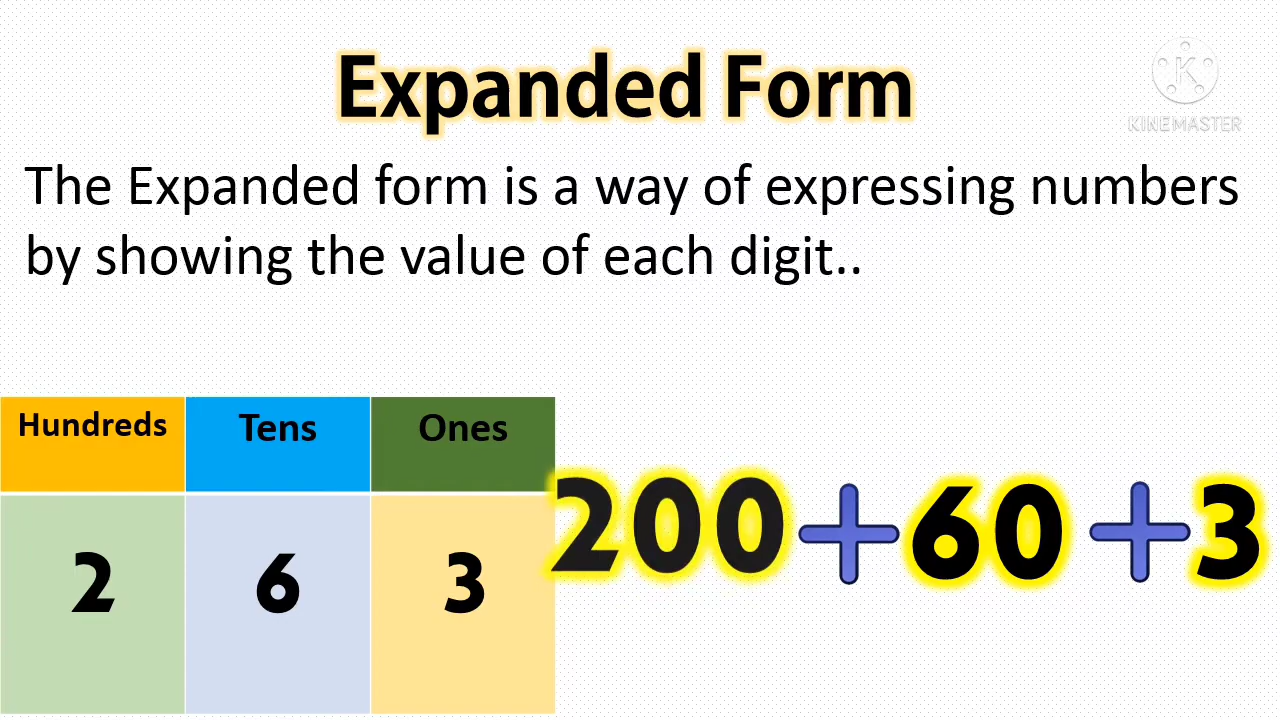 Expanded Form
K
KINEMASTER
The Expanded form is a way of expressing numbers
by showing the value of each digit..
Hundreds Tens Ones
2 6 3
200+60+3